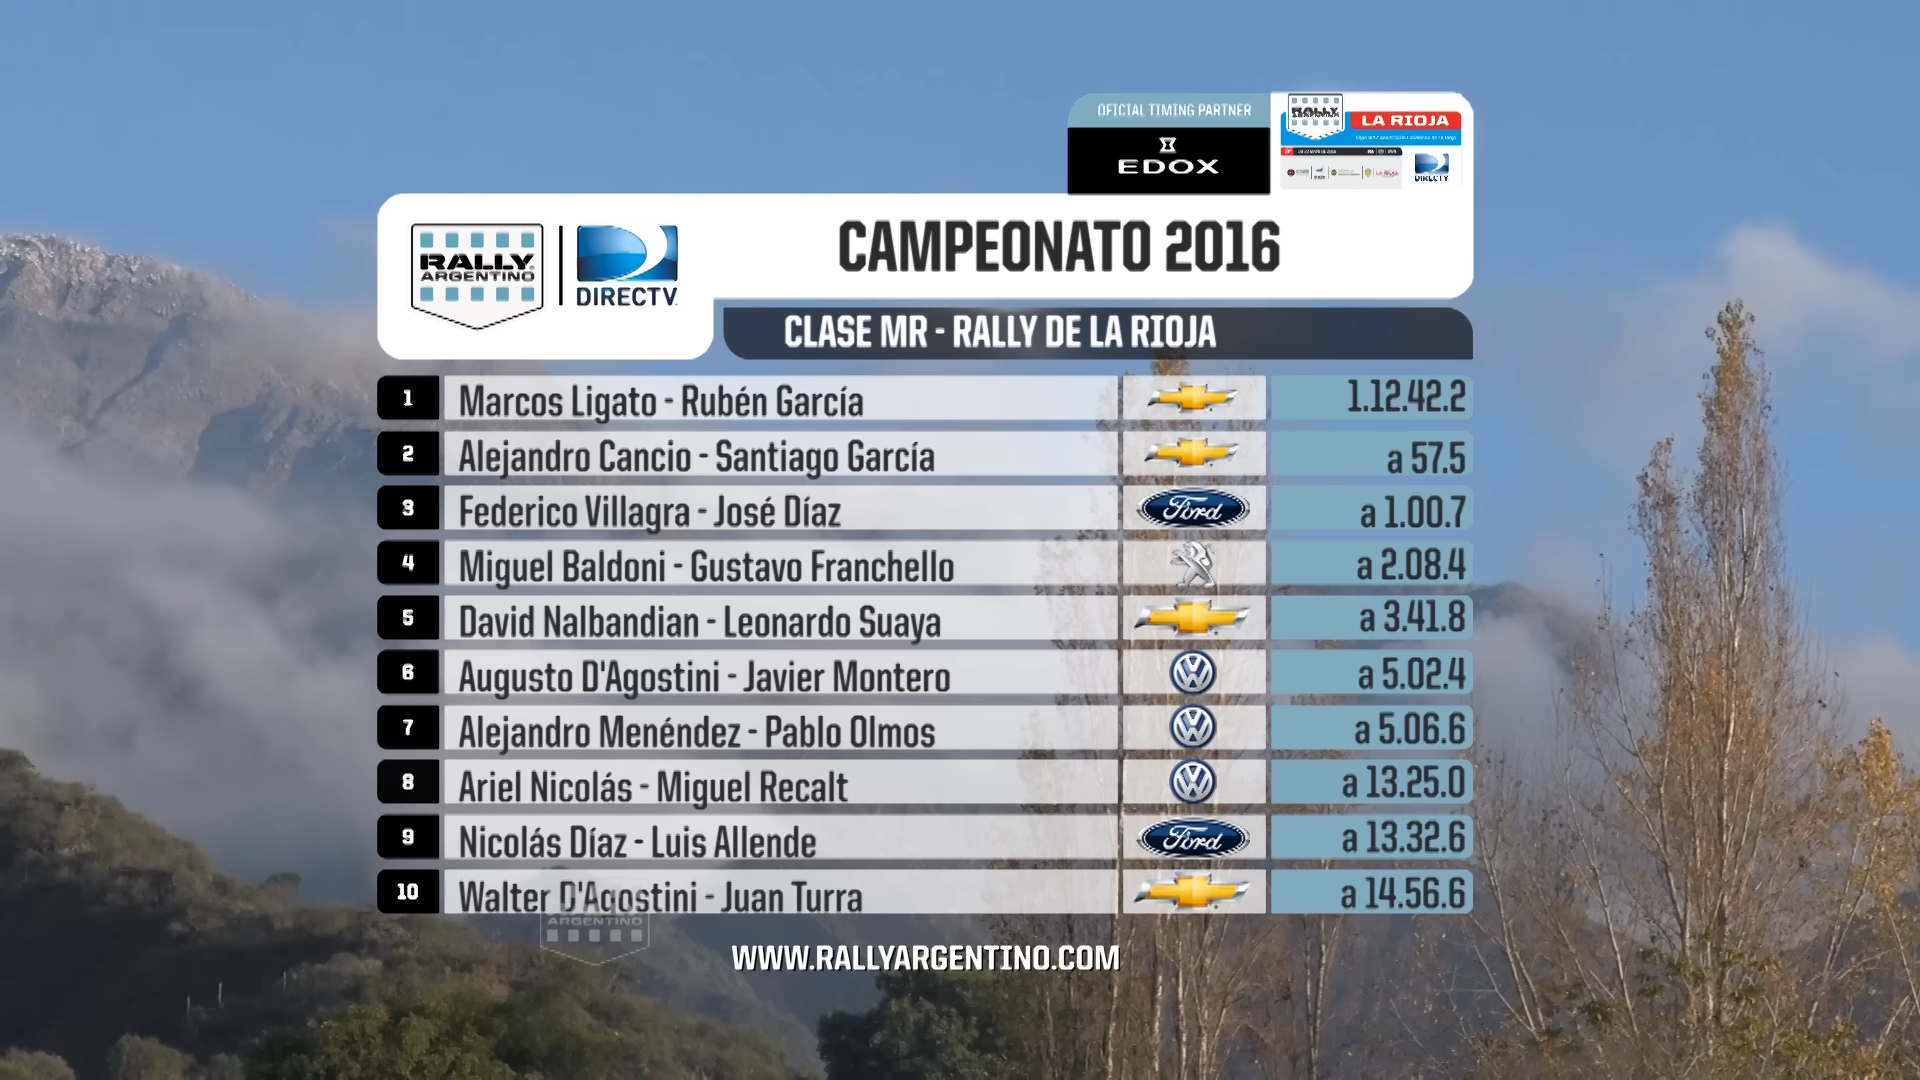 OFICIAL TIMING PARTNER
EDOX
RALLY
LA RIOJA
DIRECTV
RALLY
ARGENTINO
DIRECTV
CAMPEONATO 2016
CLASE MR - RALLY DE LA RIOJA
1 Marcos Ligato - Rubén García 1.12.42.2
2 Alejandro Cancio - Santiago García a 57.5
3 Federico Villagra - José Díaz Ford a 1.00.7
4 Miguel Baldoni - Gustavo Franchello a 2.08.4
5 David Nalbandian - Leonardo Suaya a 3.41.8
6 Augusto D'Agostini - Javier Montero a 5.02.4
7 Alejandro Menéndez - Pablo Olmos a 5.06.6
8 Ariel Nicolás - Miguel Recalt a 13.25.0
9 Nicolás Díaz - Luis Allende Ford a 13.32.6
10 Walter D'Agostini - Juan Turra a 14.56.6
ARGENTINO
WWW.RALLYARGENTINO.COM